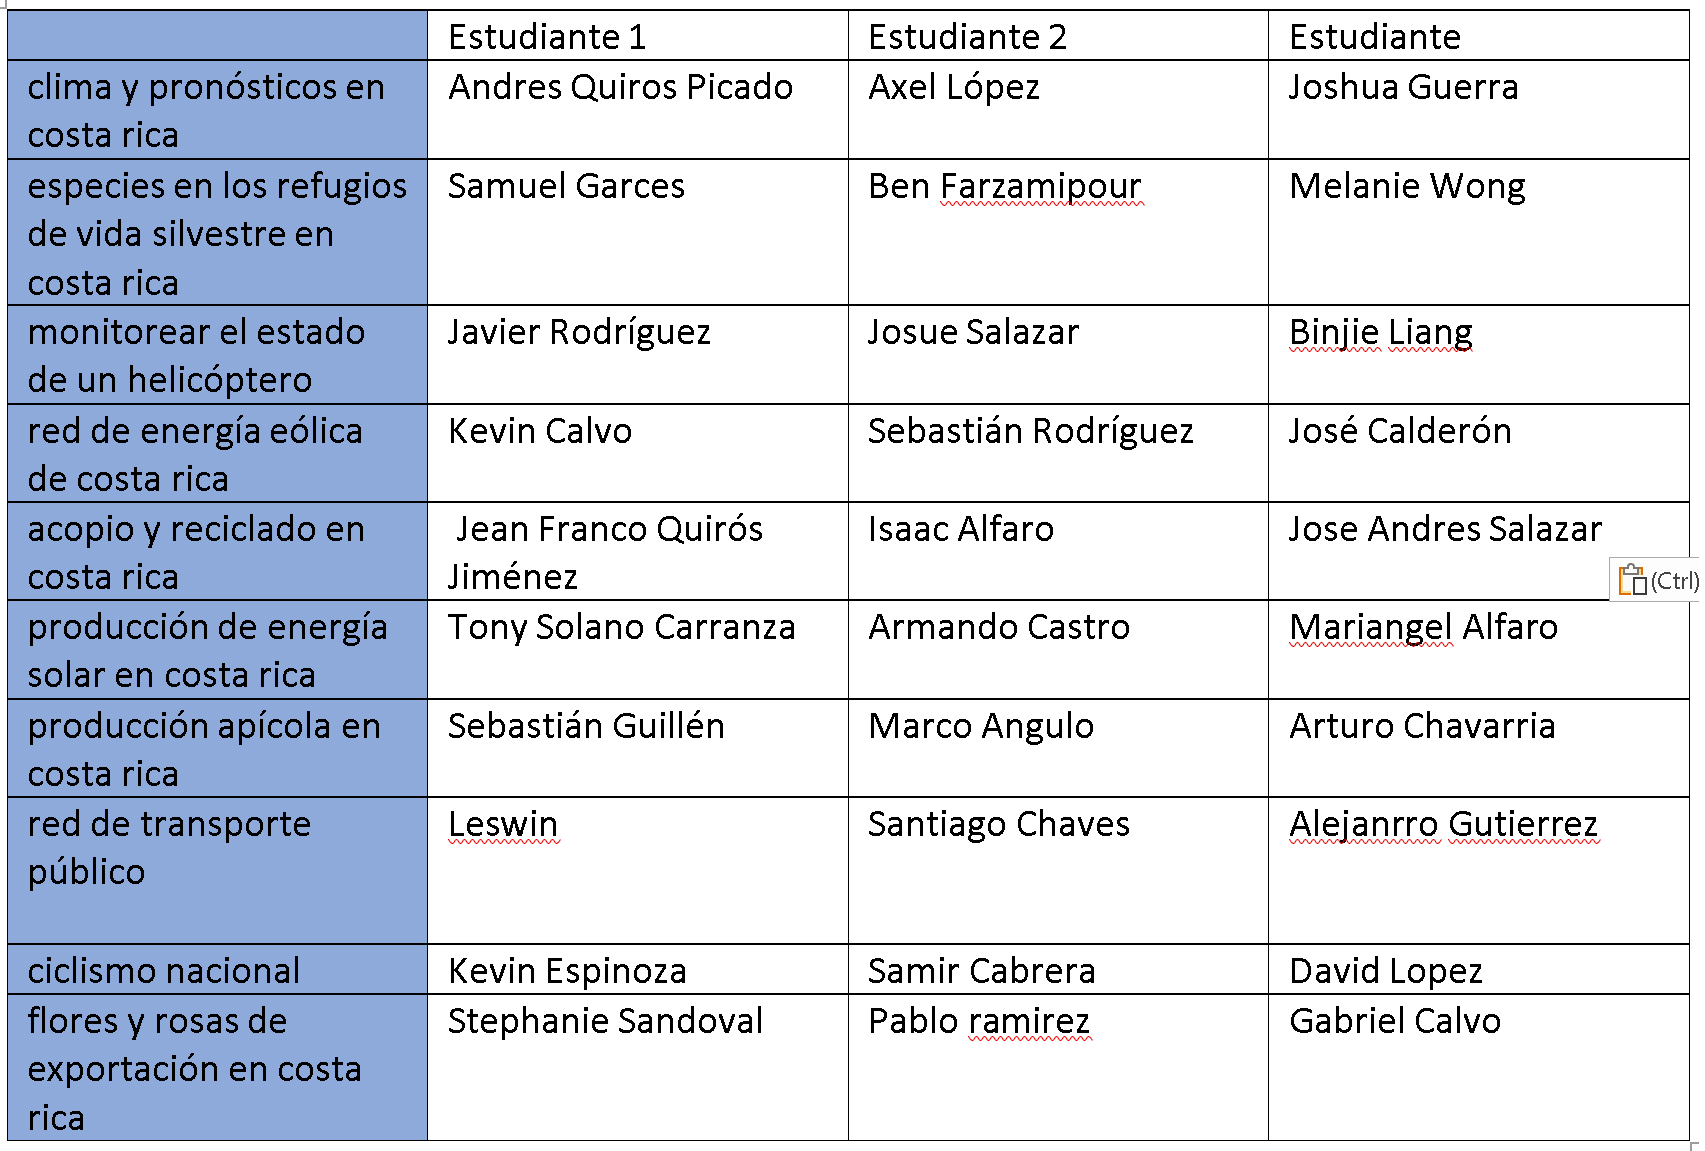 Estudiante 1 Estudiante 2 Estudiante
clima y pronósticos en Andres Quiros Picado Axel López Joshua Guerra
costa rica
especies en los refugios Samuel Garces Ben Farzamipour Melanie Wong
de vida silvestre en
costa rica
monitorear el estado Javier Rodríguez Josue Salazar Binjie Liang
de un helicóptero
red de energía eólica Kevin Calvo Sebastián Rodríguez José Calderón
de costa rica
acopio y reciclado en Jean Franco Quirós Isaac Alfaro Jose Andres Salazar
costa rica Jiménez (Ctrl)
producción de energía Tony Solano Carranza Armando Castro Mariangel Alfaro
solar en costa rica
producción apícola en Sebastián Guillén Marco Angulo Arturo Chavarria
costa rica
red de transporte Leswin Santiago Chaves Alejanrro Gutierrez
público
ciclismo nacional Kevin Espinoza Samir Cabrera David Lopez
flores y rosas de Stephanie Sandoval Pablo ramirez Gabriel Calvo
exportación en costa
rica